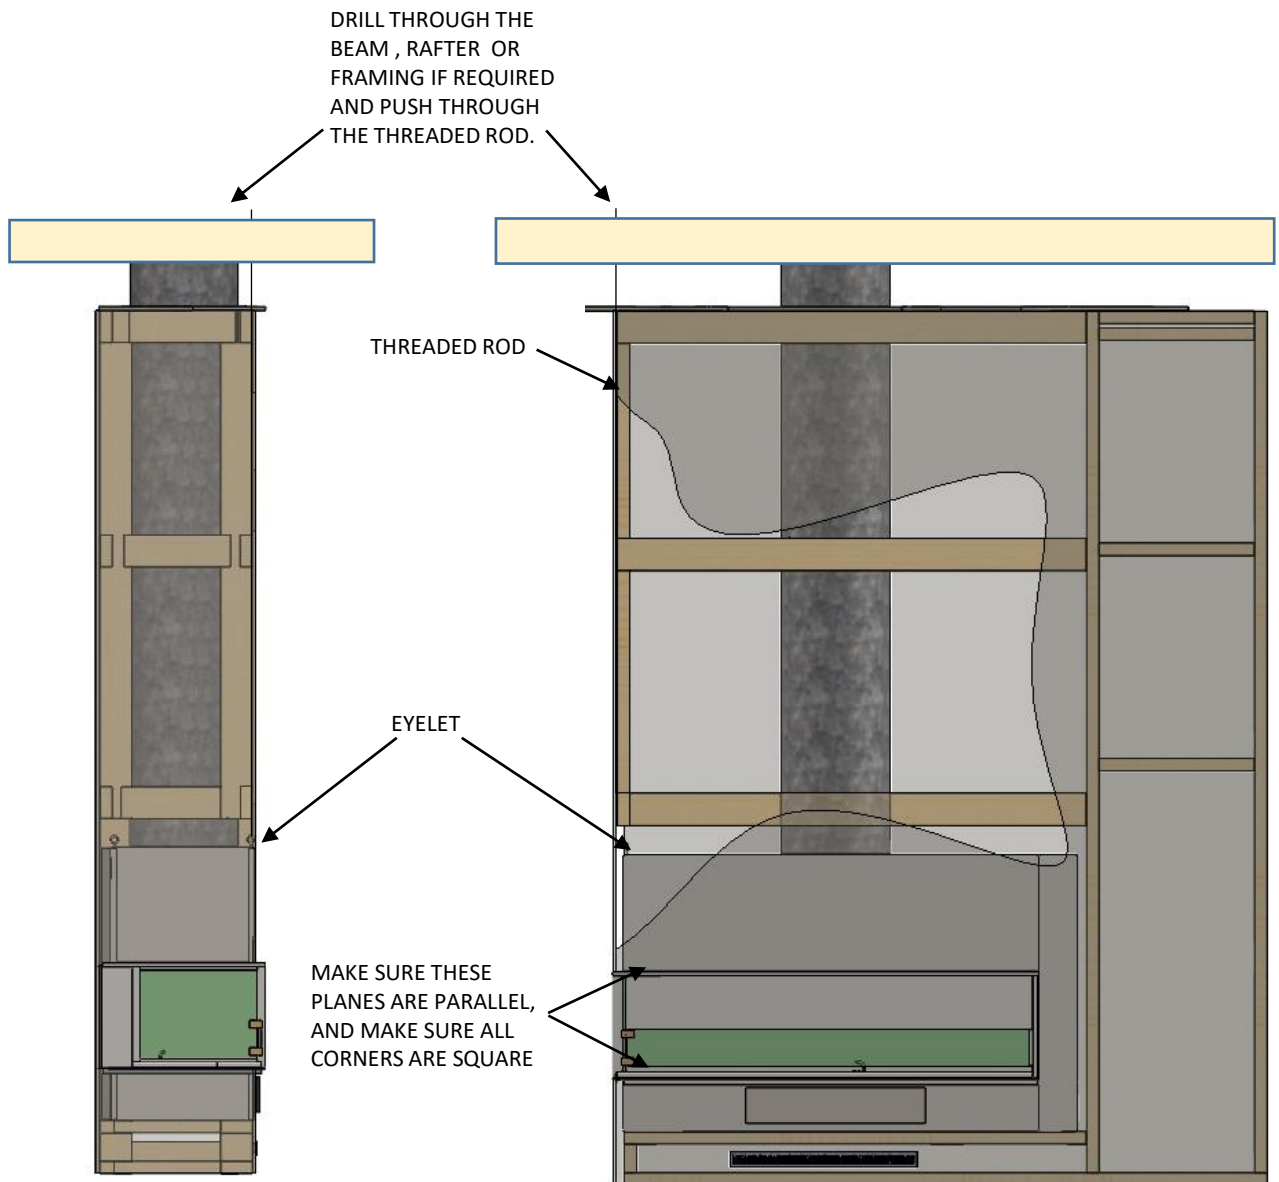 DRILL THROUGH THE
BEAM , RAFTER OR
FRAMING IF REQUIRED
AND PUSH THROUGH
THE THREADED ROD.
THREADED ROD
EYELET
MAKE SURE THESE
PLANES ARE PARALLEL,
AND MAKE SURE ALL
CORNERS ARE SQUARE